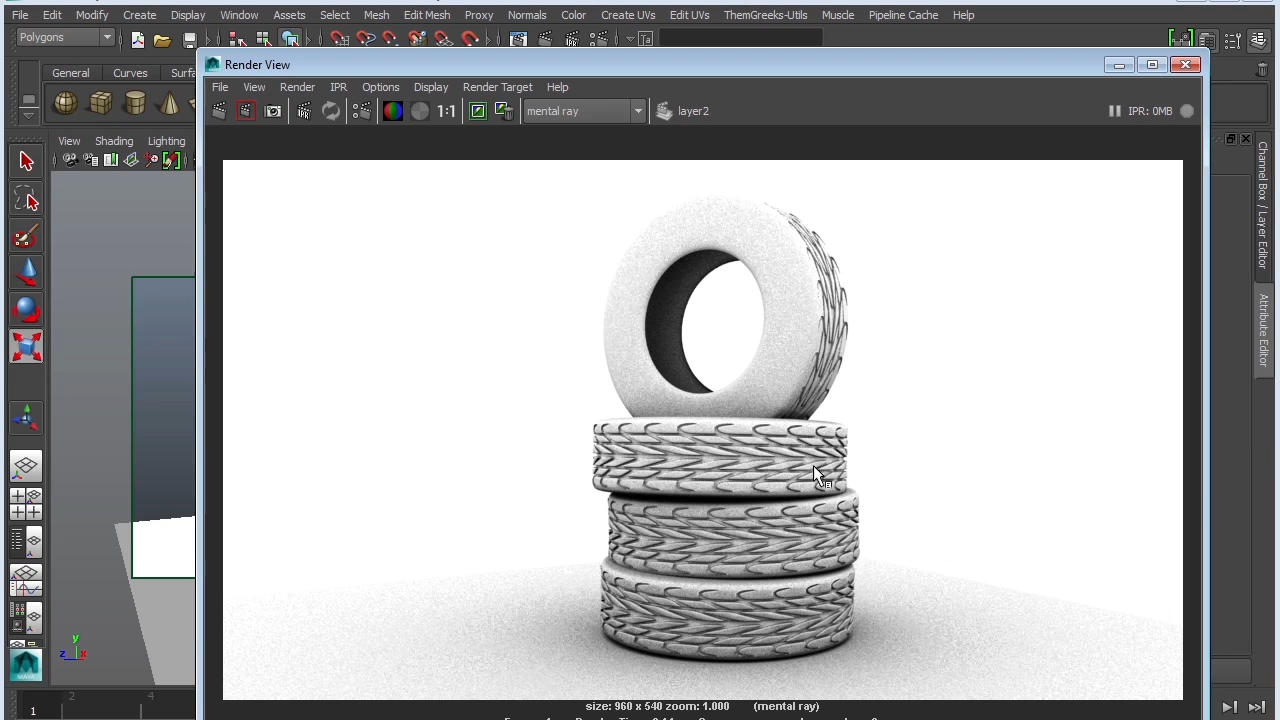 File Edit Modify Create Display Window Assets Select Mesh Edit Mesh Proxy Normals Color Create UVs Edit UVs ThemGreeks-Utils Muscle Pipeline Cache Help
Polygons
Render View
General Curves Surfa
File View Render IPR Options Display Render Target Help
1:1 mental ray layer2 IPR: 0MB
View Shading Lighting
Channel Box / Layer Editor
Attribute Editor
y
z x
MAYA
2 4
1
size: 960 x 540 zoom: 1.000 (mental ray)